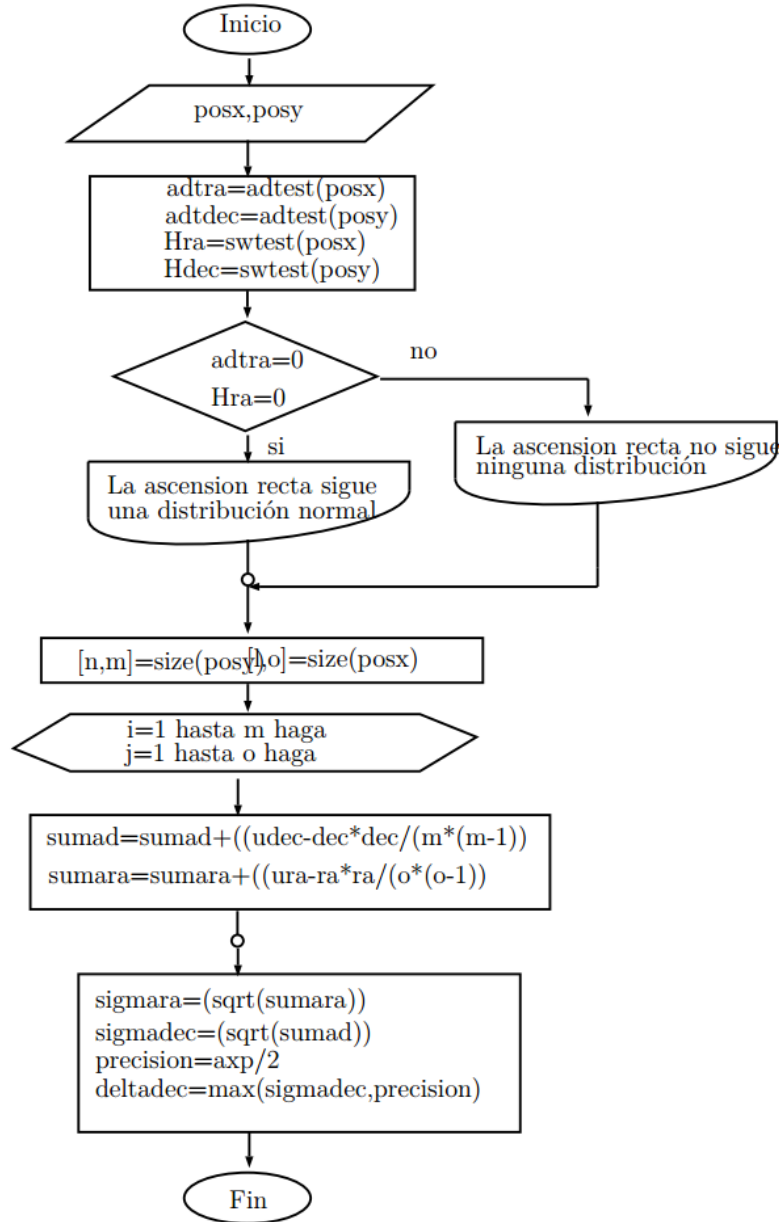 Inicio
posx,posy
adtra=adtest(posx)
adtdec=adtest(posy)
Hra=swtest(posx)
Hdec=swtest(posy)
adtra=0
Hra=0
no
si
La ascension recta no sigue
ninguna distribución
La ascension recta sigue
una distribución normal
[n,m]=size(posy)
[l,o]=size(posx)
i=1 hasta m haga
j=1 hasta o haga
sumad=sumad+((udec-dec*dec/(m*(m-1))
sumara=sumara+((ura-ra*ra/(o*(o-1))
sigmara=(sqrt(sumara))
sigmadec=(sqrt(sumad))
precision=axp/2
deltadec=max(sigmadec,precision)
Fin